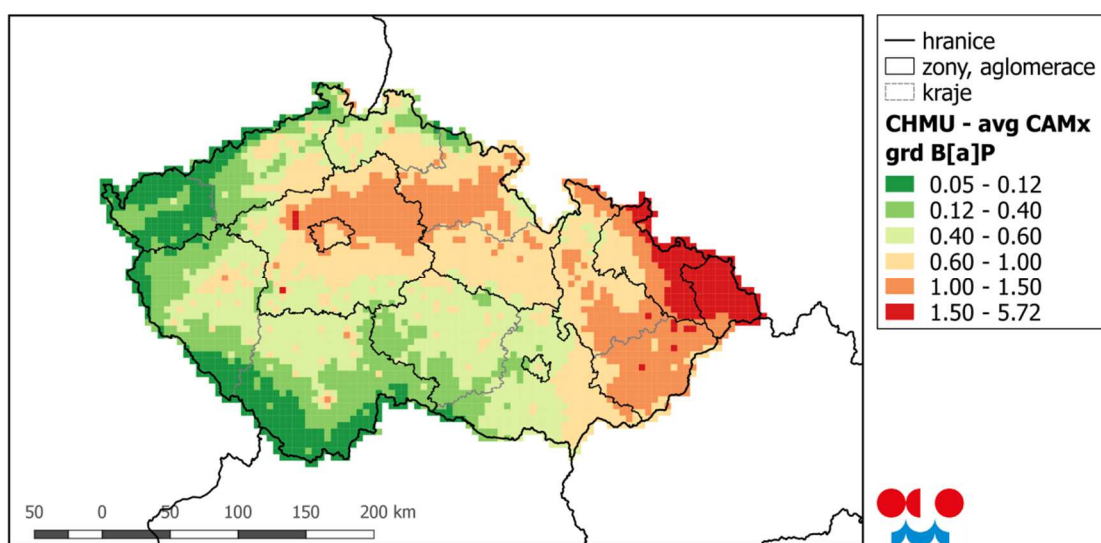 hranice
zony, aglomerace
kraje
CHMU - avg CAMx
grd B[a]P
0.05 - 0.12
0.12 - 0.40
0.40 - 0.60
0.60 - 1.00
1.00 - 1.50
1.50 - 5.72
50 0 50 100 150 200 km